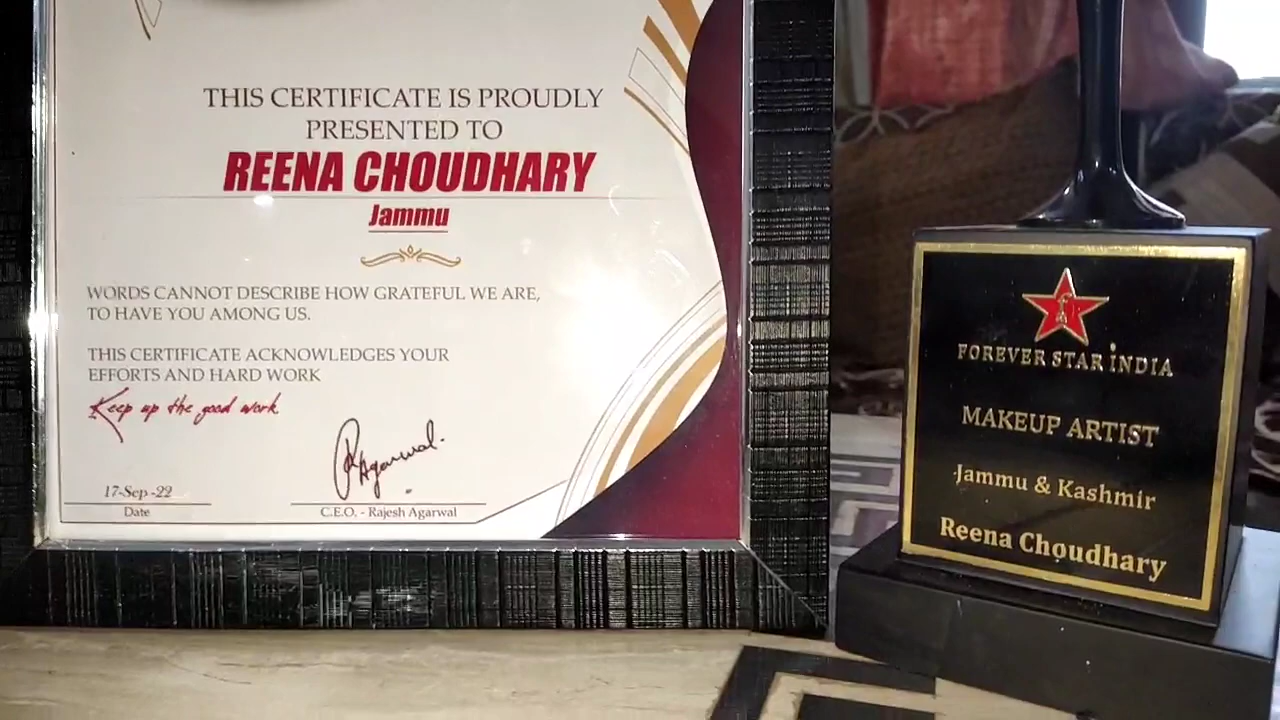 THIS CERTIFICATE IS PROUDLY
PRESENTED TO
REENA CHOUDHARY
Jammu
WORDS CANNOT DESCRIBE HOW GRATEFUL WE ARE,
TO HAVE YOU AMONG US.
THIS CERTIFICATE ACKNOWLEDGES YOUR
EFFORTS AND HARD WORK
Keep up the good work
RAgarwal
17-Sep -22
Date
C.E.O. - Rajesh Agarwal
FOREVER STAR INDIA
MAKEUP ARTIST
Jammu & Kashmir
Reena Choudhary